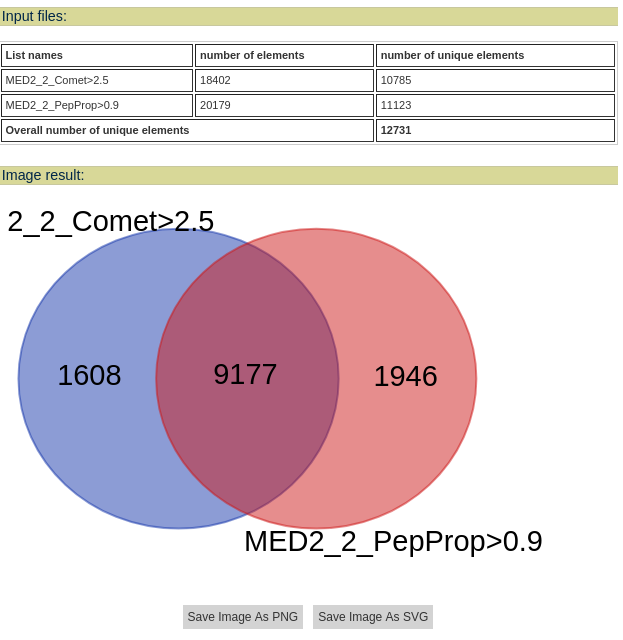 Input files:
List names number of elements number of unique elements
MED2_2_Comet>2.5 18402 10785
MED2_2_PepProp>0.9 20179 11123
Overall number of unique elements 12731
Image result:
2_2_Comet>2.5
1608 9177 1946
MED2_2_PepProp>0.9
Save Image As PNG Save Image As SVG